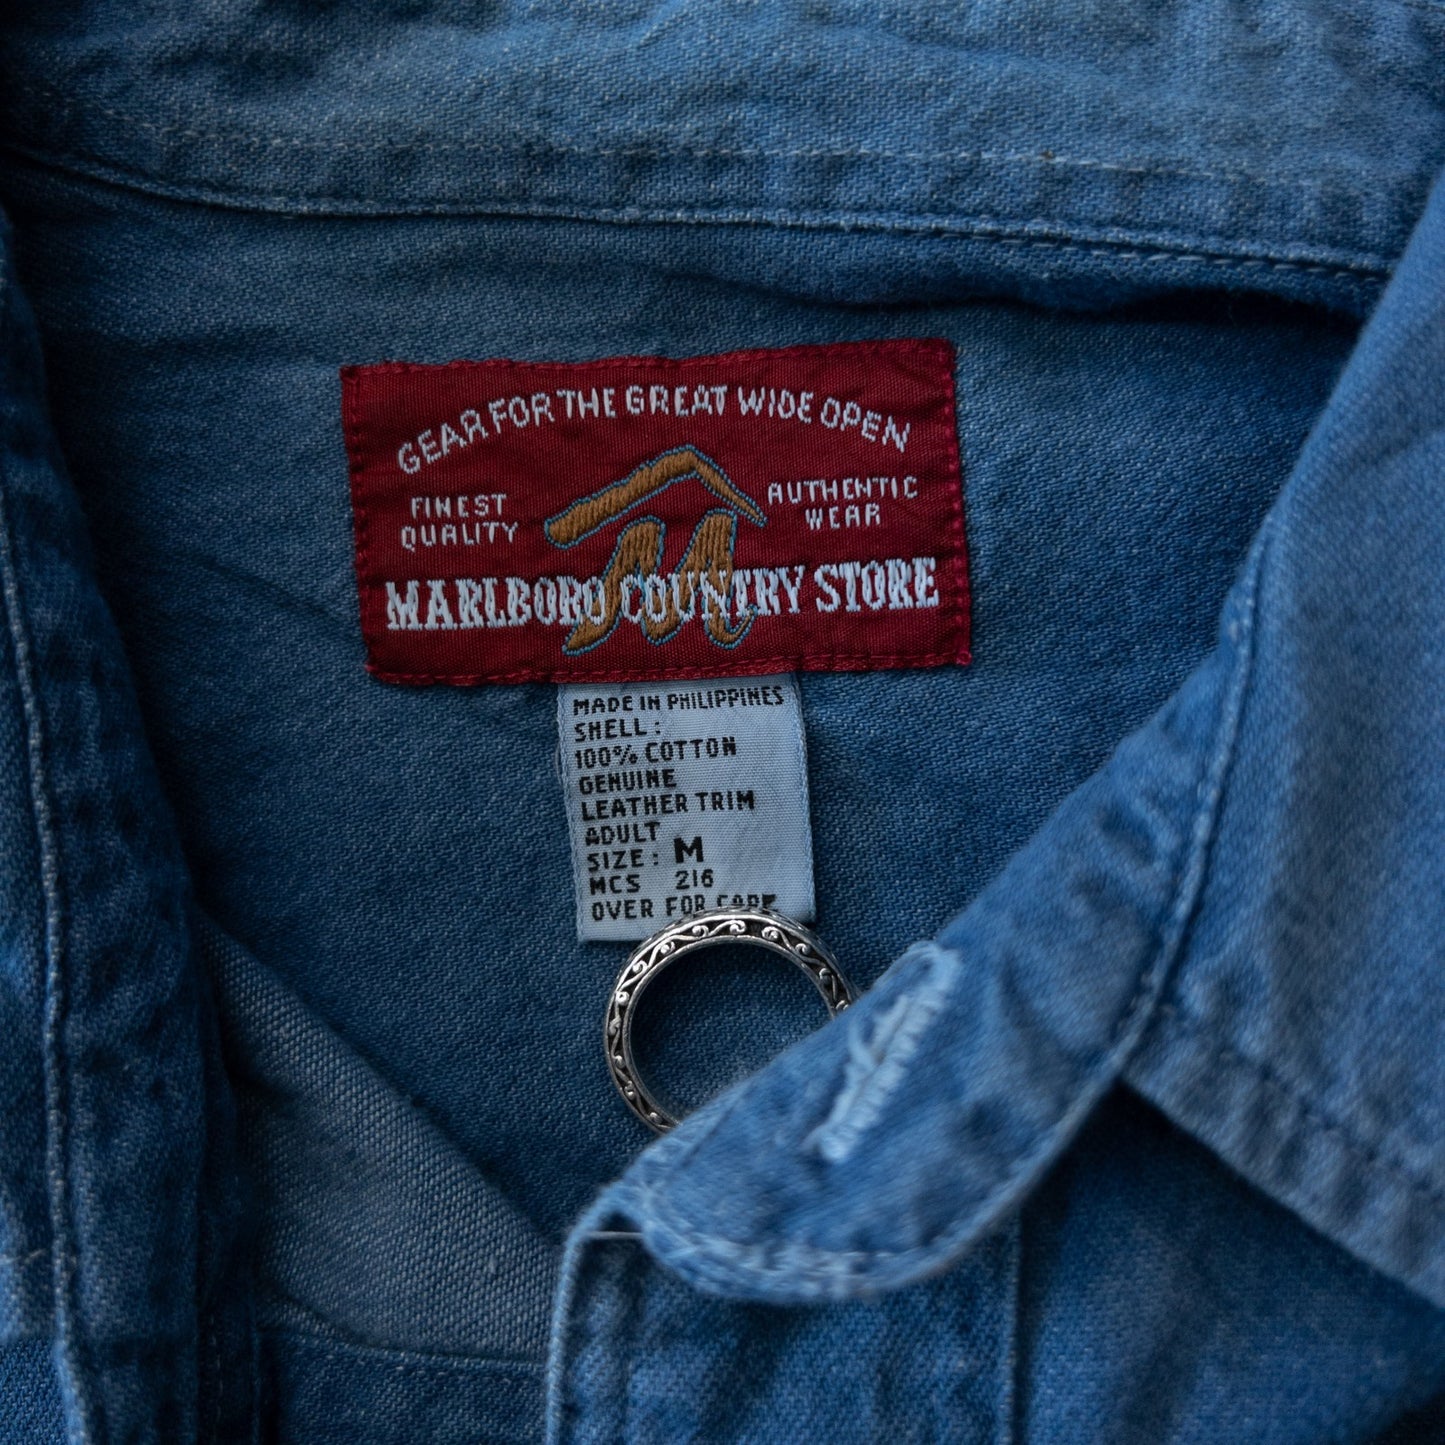 GEAR FOR THE GREAT WIDE OPEN
FINEST
QUALITY
AUTHENTIC
WEAR
MARLBORO COUNTRY STORE
MADE IN PHILIPPINES
SHELL :
100% COTTON
GENUINE
LEATHER TRIM
ADULT
SIZE : M
MCS 216
OVER FOR CARE